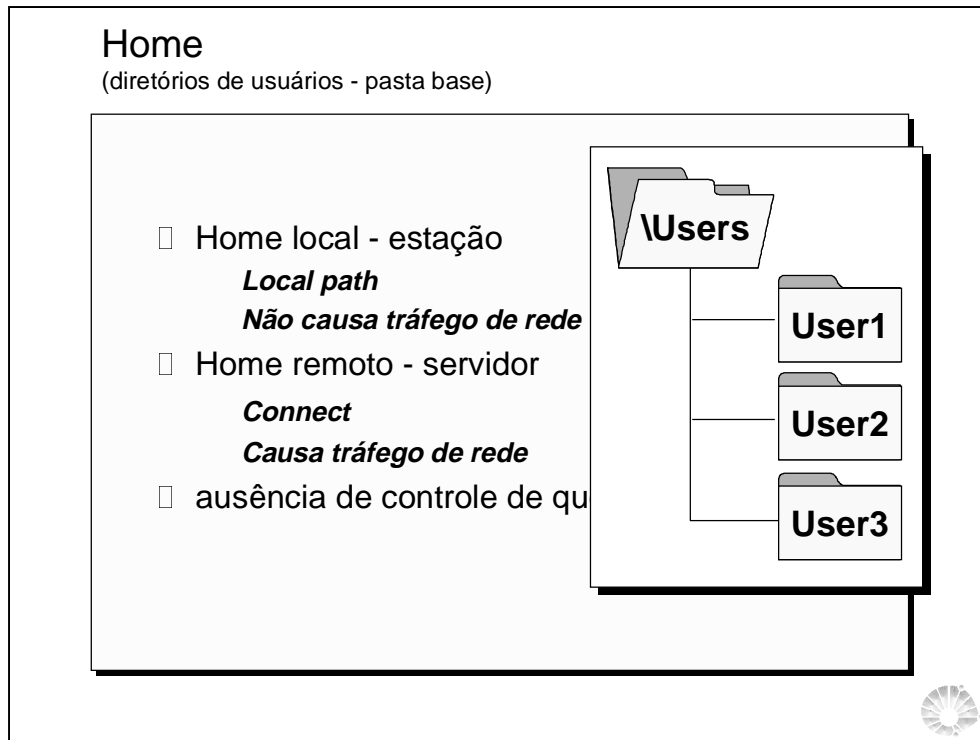 Home
(diretórios de usuários - pasta base)
Home local - estação
Local path
Não causa tráfego de rede
Home remoto - servidor
Connect
Causa tráfego de rede
ausência de controle de
\Users
User1
User2
User3